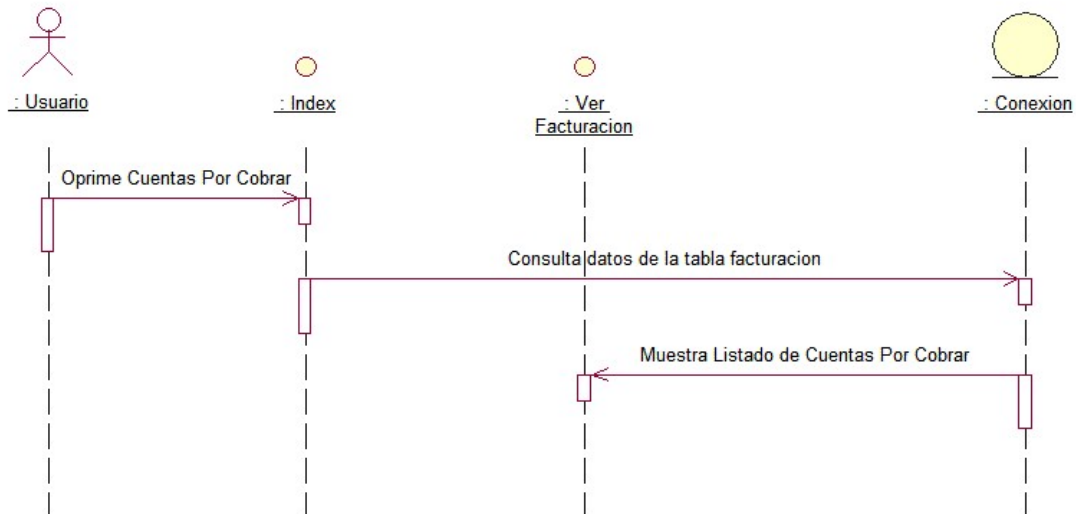 : Usuario
: Index
: Ver
Facturacion
: Conexion
Oprime Cuentas Por Cobrar
Consulta datos de la tabla facturacion
Muestra Listado de Cuentas Por Cobrar